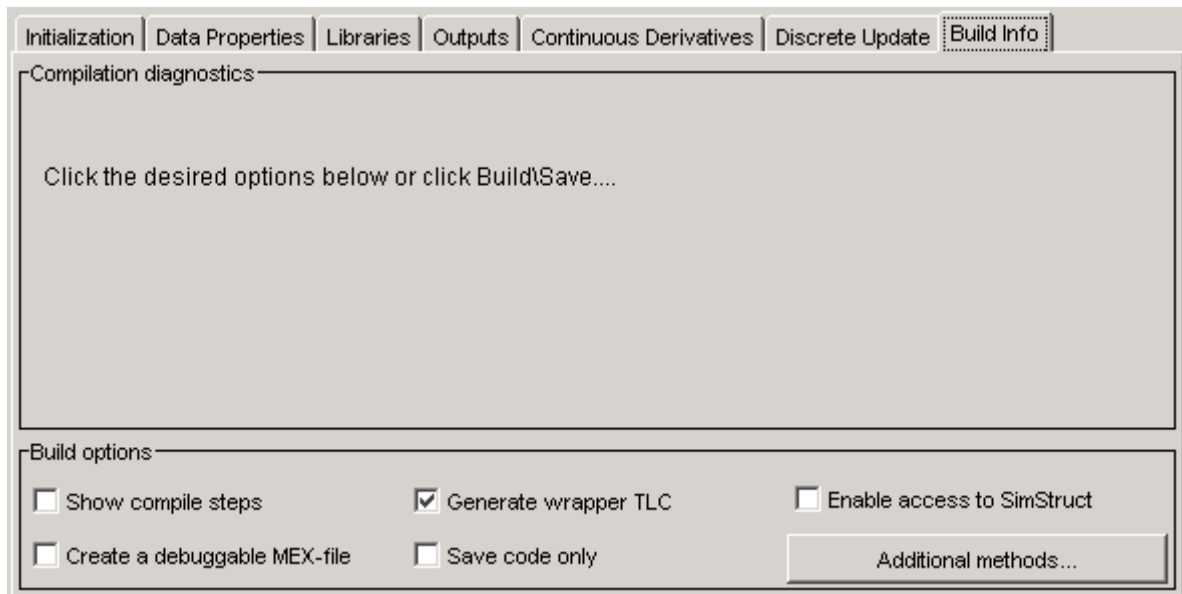 Initialization Data Properties Libraries Outputs Continuous Derivatives Discrete Update Build Info
Compilation diagnostics
Click the desired options below or click Build\Save....
Build options
Show compile steps Generate wrapper TLC Enable access to SimStruct
Create a debuggable MEX-file Save code only Additional methods...